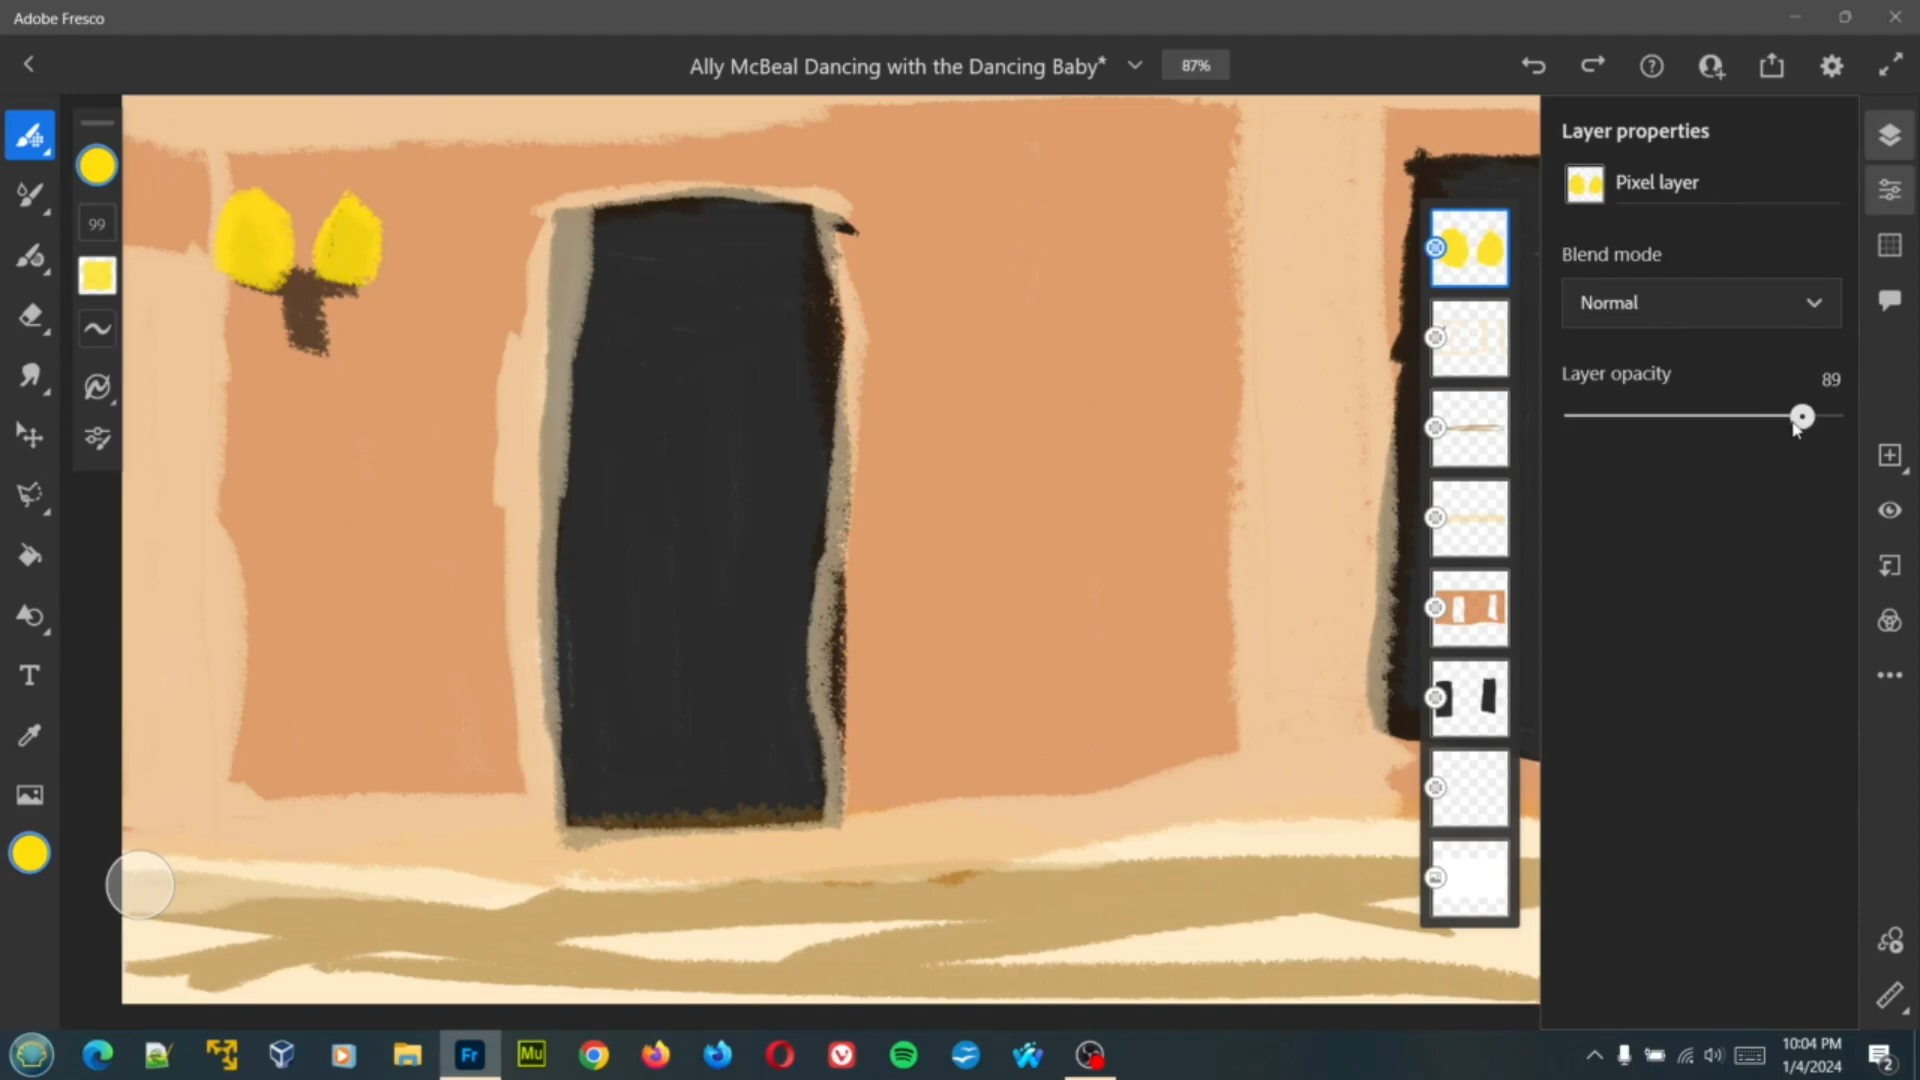 Adobe Fresco
Ally McBeal Dancing with the Dancing Baby*
87%
Layer properties
Pixel layer
99
Blend mode
Normal
Layer opacity
89
T
Fr
Mu
10:04 PM
1/4/2024
2